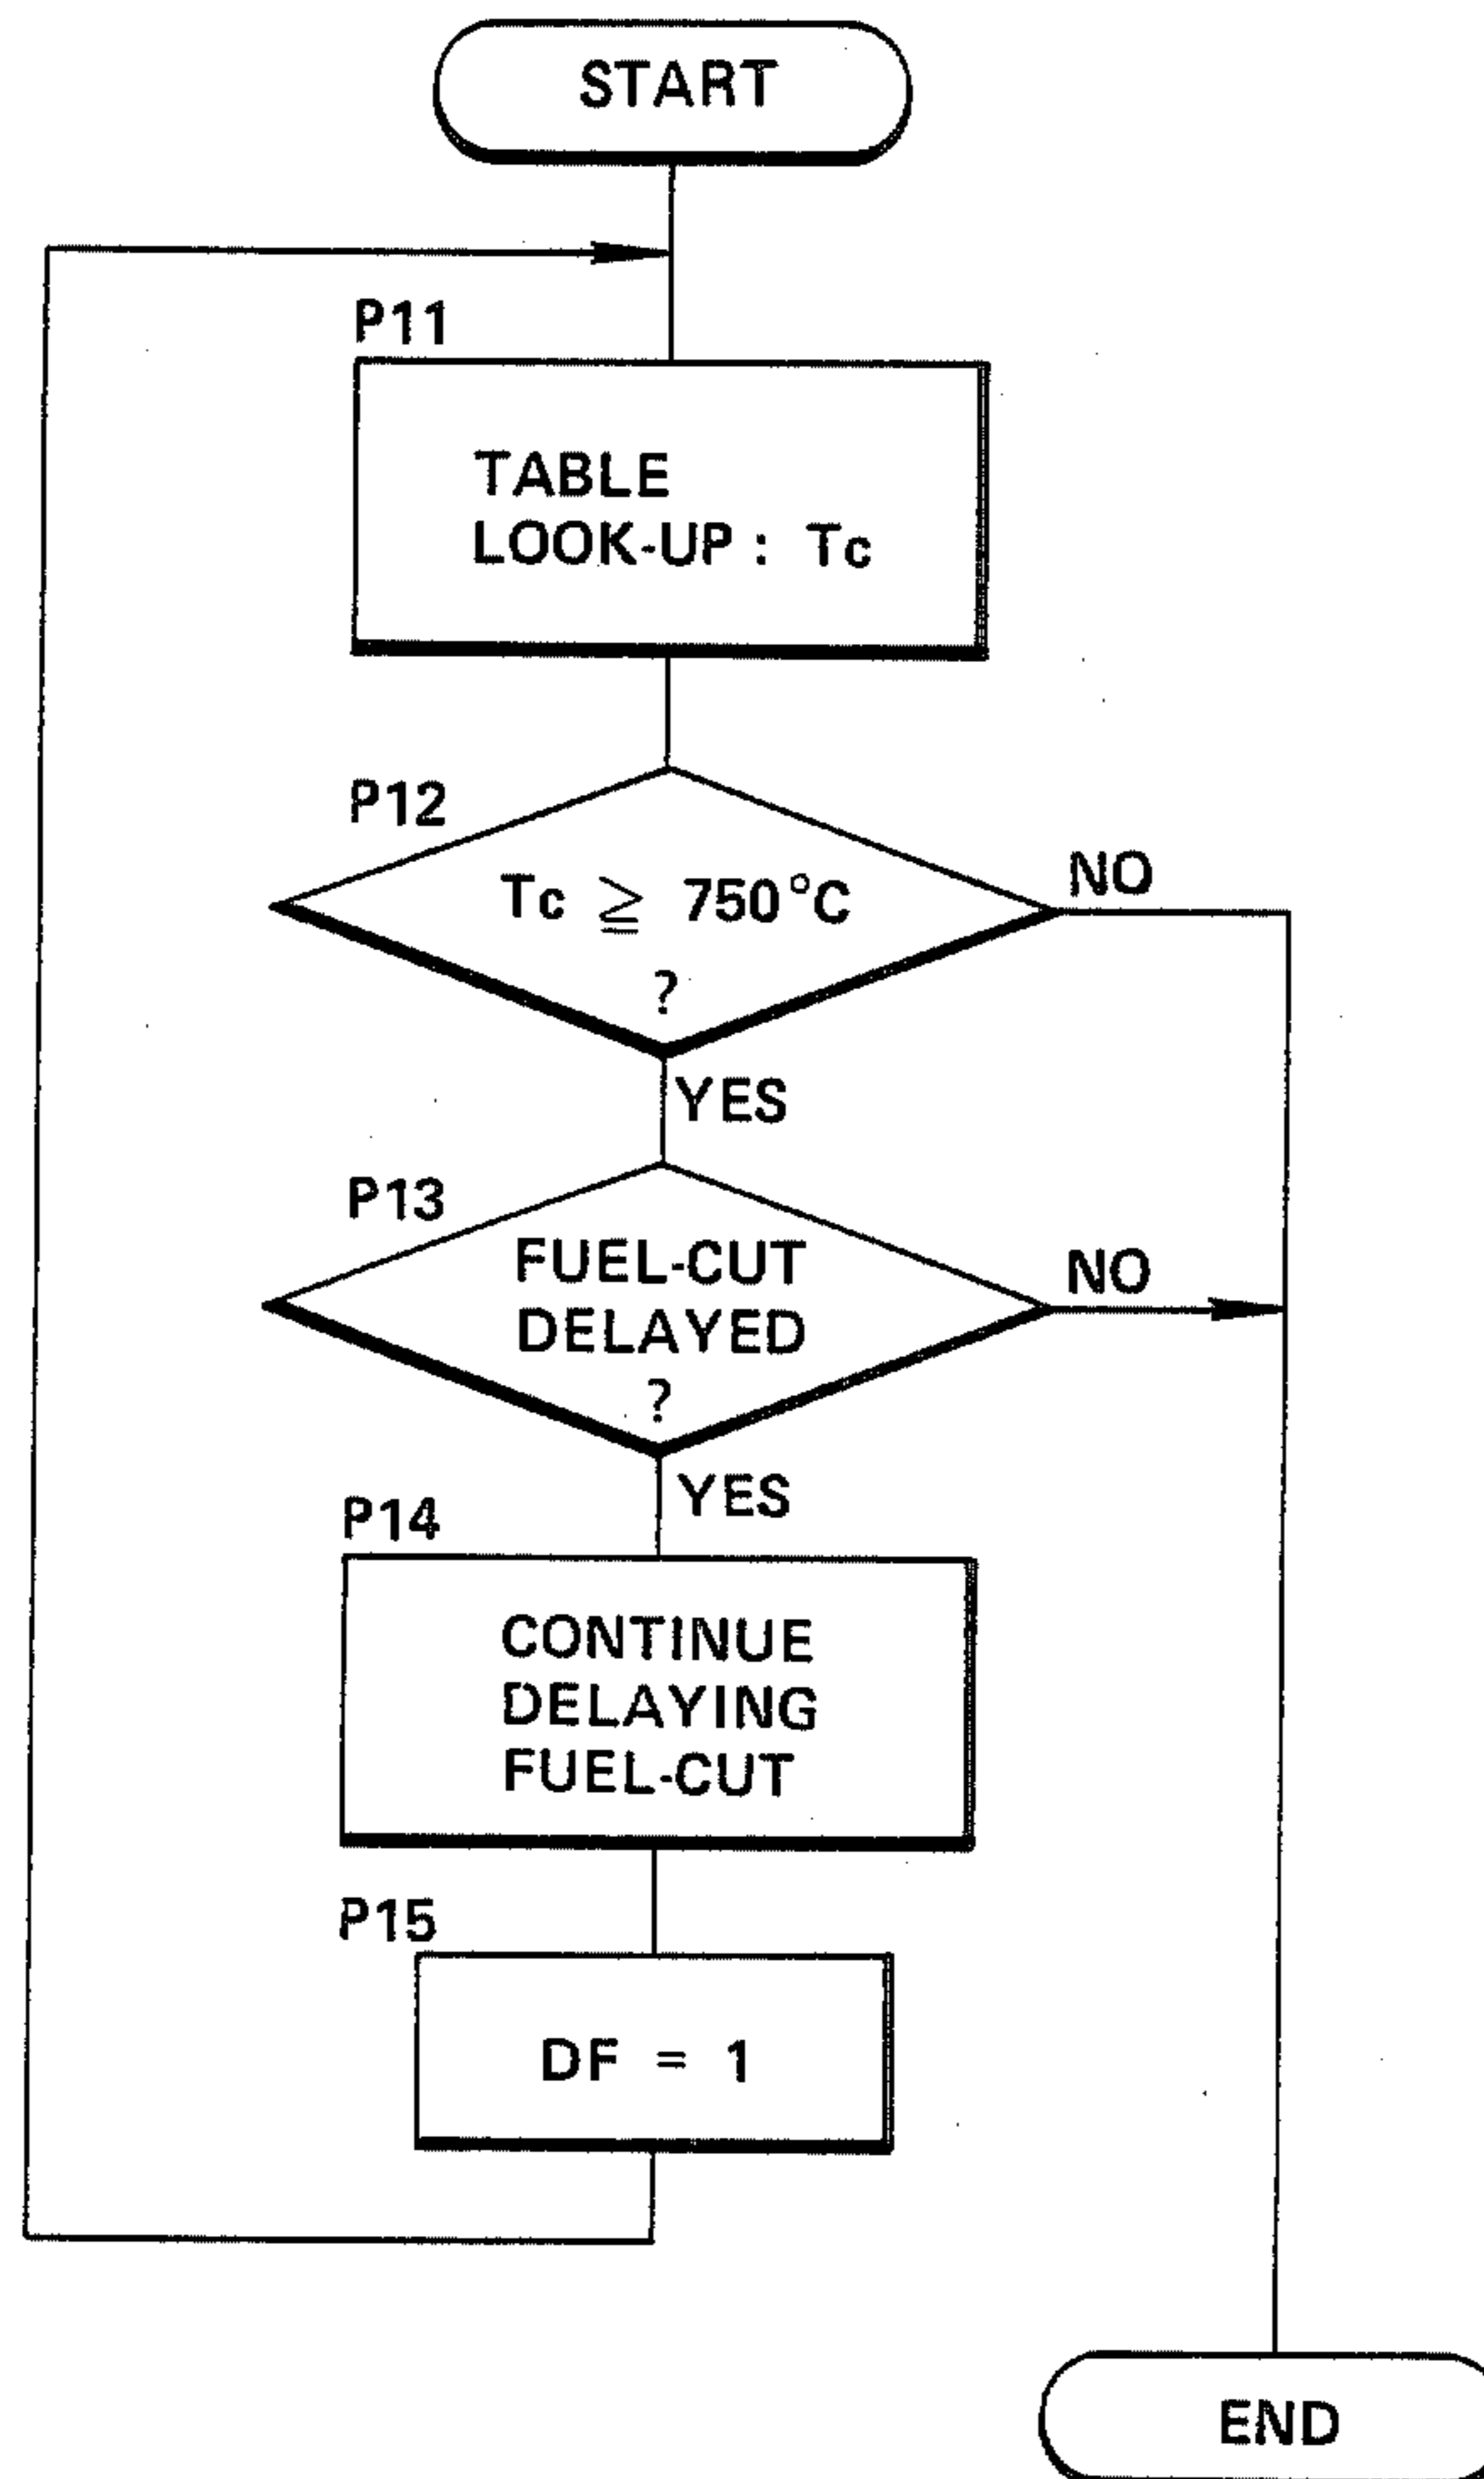 START
P11
TABLE
LOOK-UP : Tc
P12
Tc ≧ 750°C
?
NO
YES
P13
FUEL-CUT
DELAYED
?
NO
YES
P14
CONTINUE
DELAYING
FUEL-CUT
P15
DF = 1
END